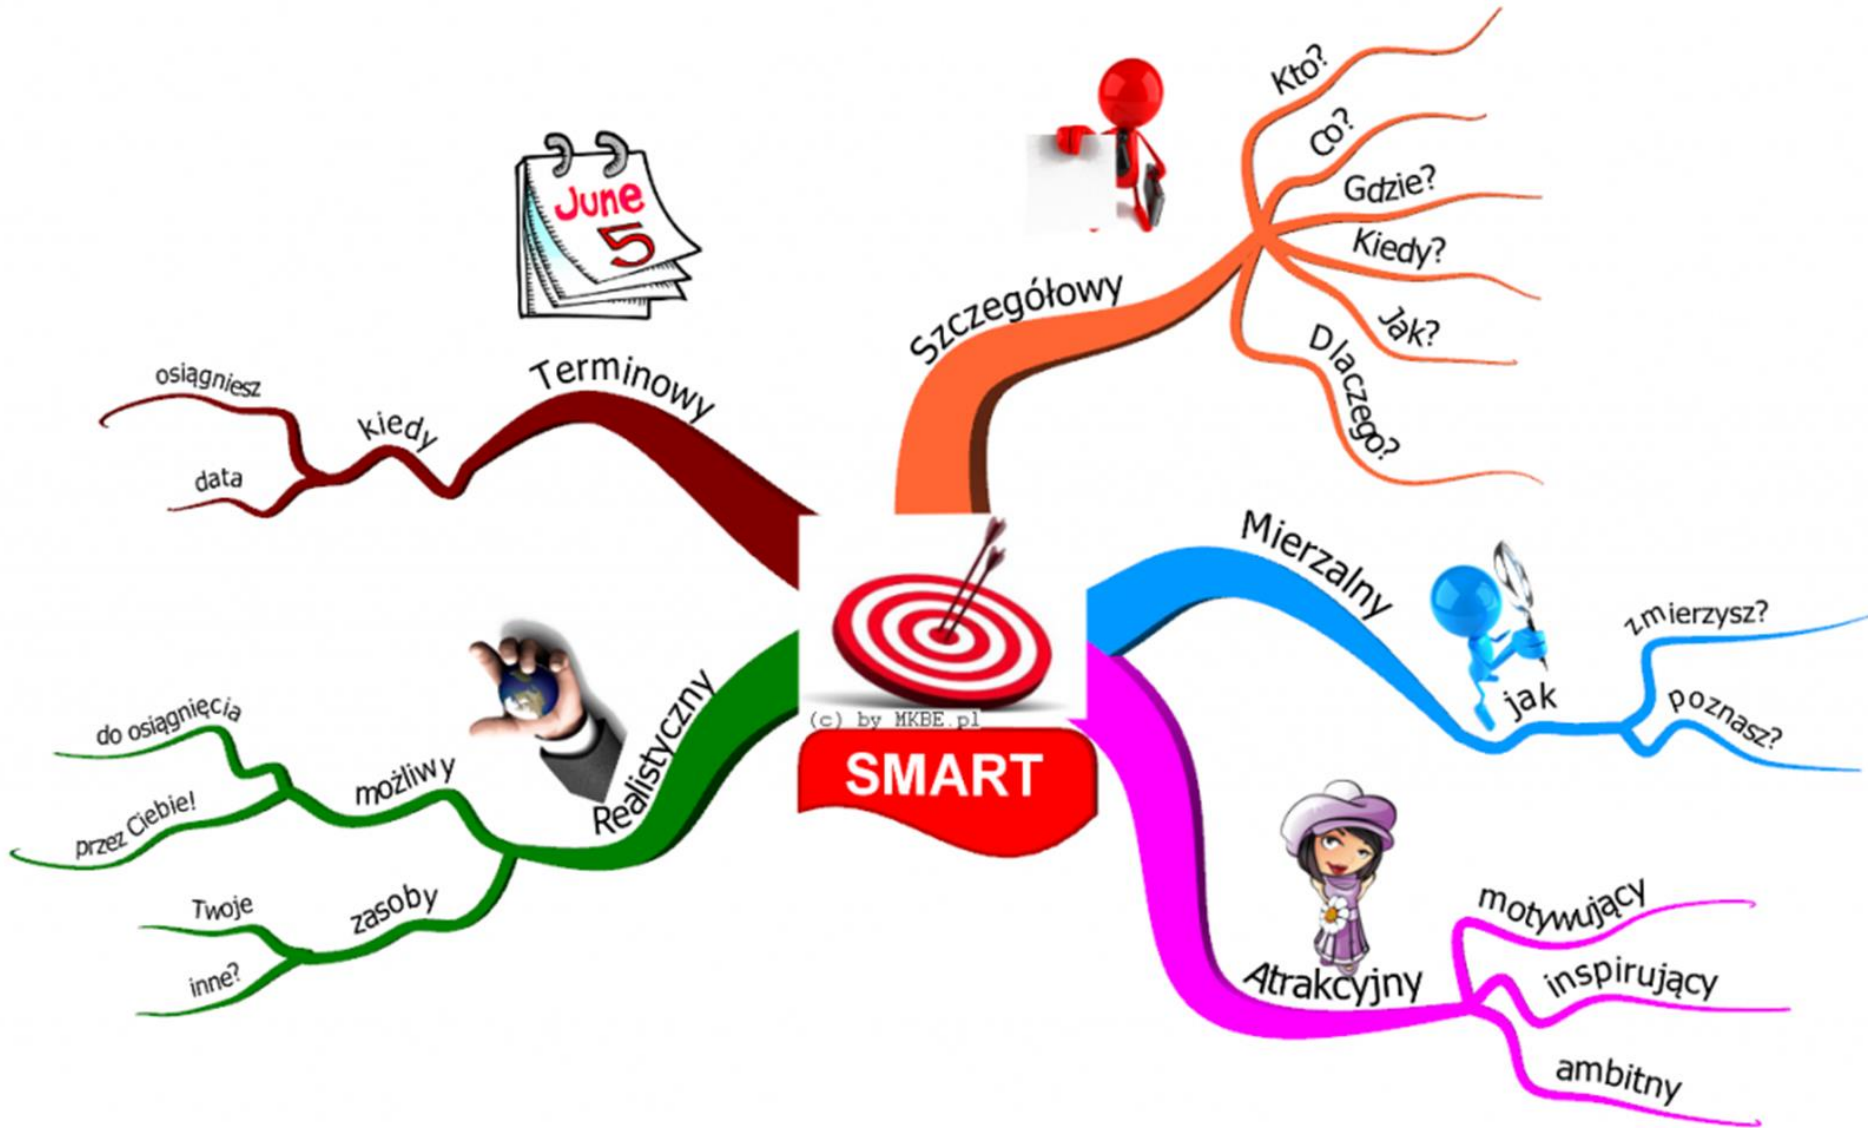 SMART
(c) by MKBE.pl
Szczegółowy
Kto?
Co?
Gdzie?
Kiedy?
Jak?
Dlaczego?
Mierzalny
jak
zmierzysz?
poznasz?
Atrakcyjny
motywujący
inspirujący
ambitny
Realistyczny
możliwy
do osiągnięcia
przez Ciebie!
zasoby
Twoje
inne?
Terminowy
kiedy
osiągniesz
data
June
5